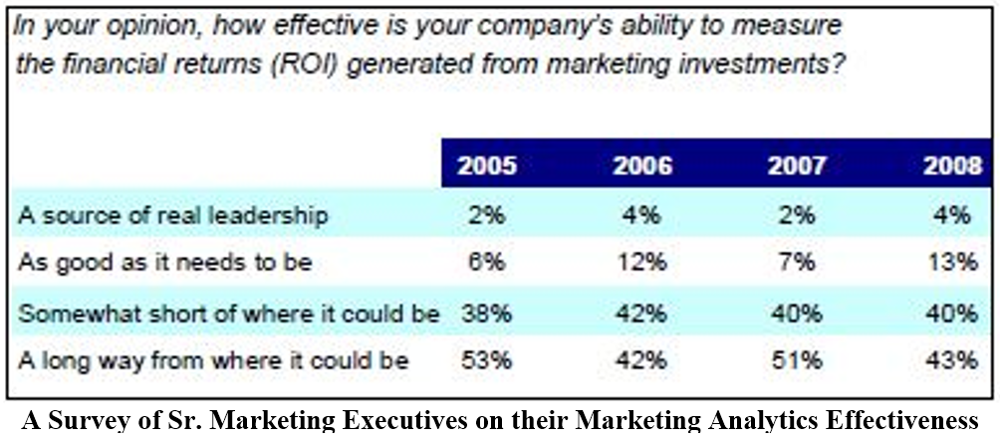 In your opinion, how effective is your company's ability to measure
the financial returns (ROI) generated from marketing investments?
2005 2006 2007 2008
A source of real leadership 2% 4% 2% 4%
As good as it needs to be 6% 12% 7% 13%
Somewhat short of where it could be 38% 42% 40% 40%
A long way from where it could be 53% 42% 51% 43%
A Survey of Sr. Marketing Executives on their Marketing Analytics Effectiveness